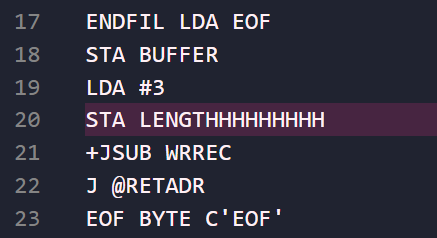 17 ENDFIL LDA EOF
18 STA BUFFER
19 LDA #3
20 STA LENGTHHHHHHHHHH
21 +JSUB WRREC
22 J @RETADR
23 EOF BYTE C'EOF'